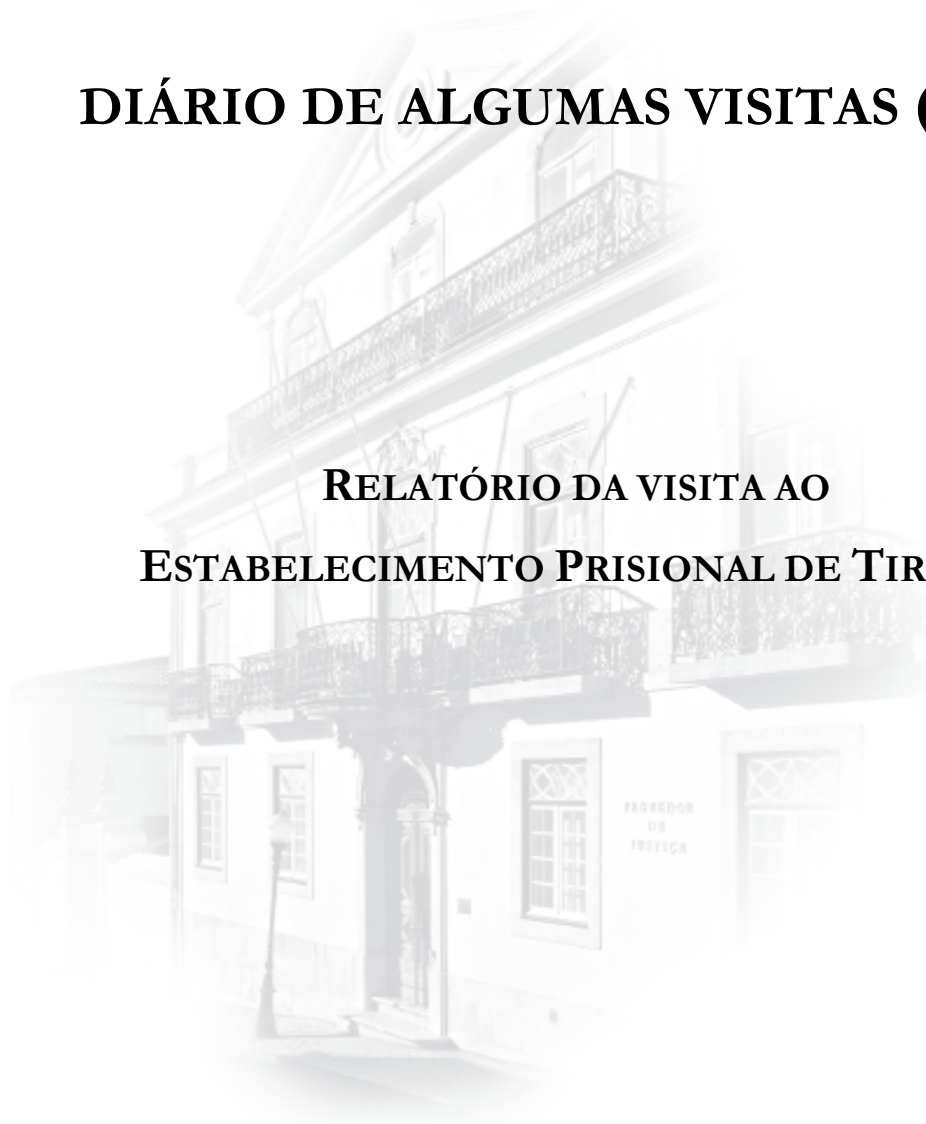 DIÁRIO DE ALGUMAS VISITAS (
RELATÓRIO DA VISITA AO
ESTABELECIMENTO PRISIONAL DE TIR
PROVEDOR
DE
JUSTIÇA